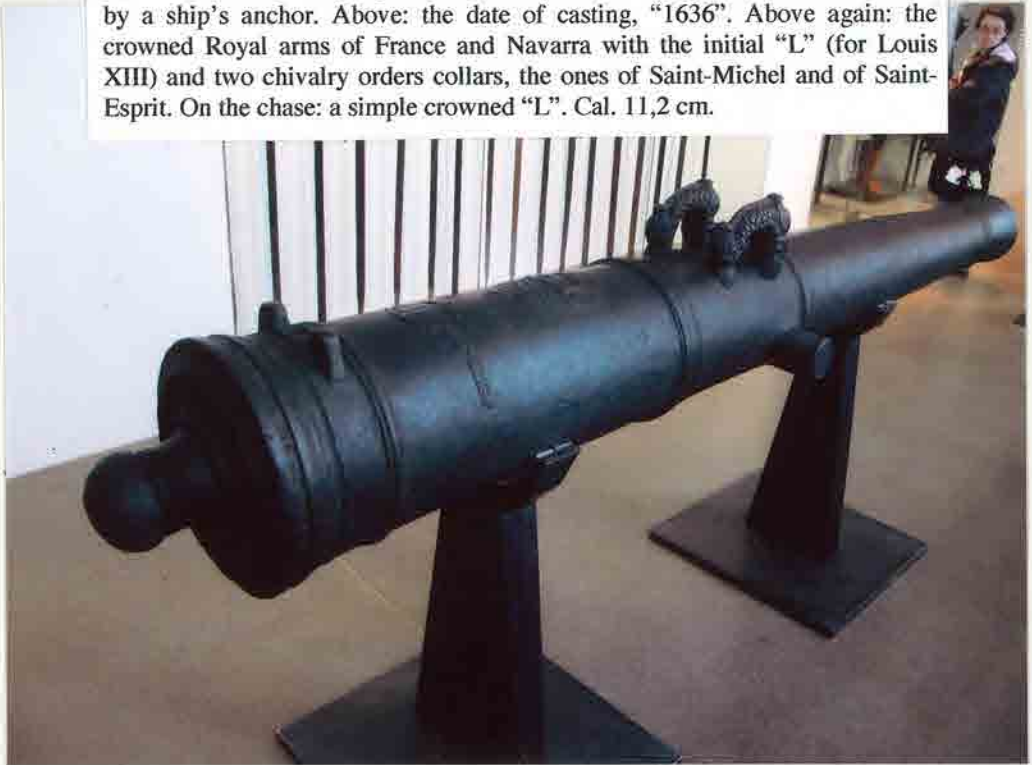 by a ship's anchor. Above: the date of casting, “1636”. Above again: the
crowned Royal arms of France and Navarra with the initial “L” (for Louis
XIII) and two chivalry orders collars, the ones of Saint-Michel and of Saint-
Esprit. On the chase: a simple crowned “L”. Cal. 11,2 cm.